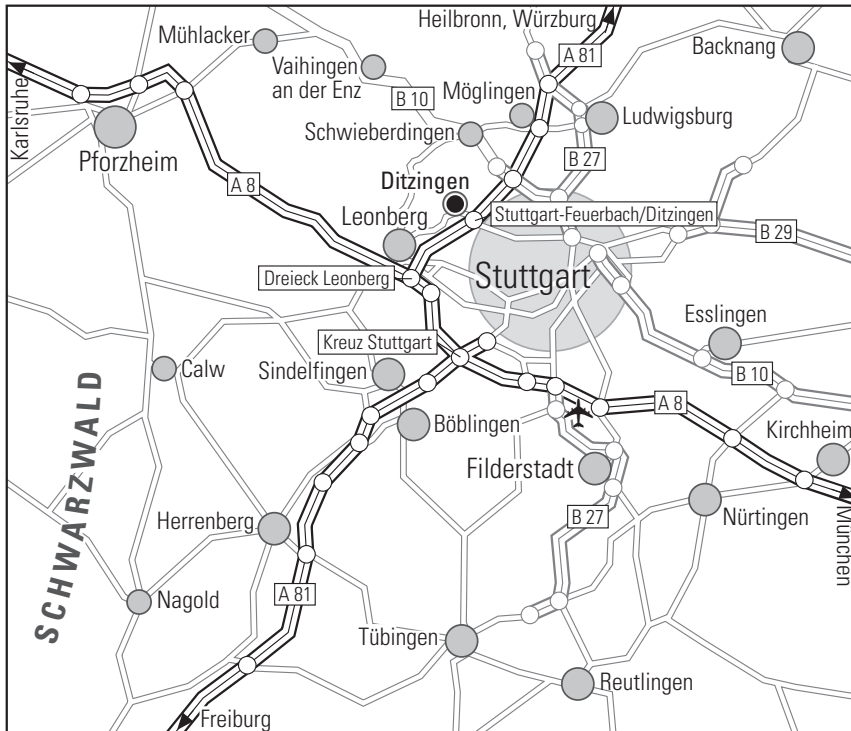 Heilbronn, Würzburg
Mühlacker
A 81
Backnang
Vaihingen
an der Enz
B 10
Möglingen
Karlsruhe
Schwieberdingen
Ludwigsburg
Pforzheim
B 27
A 8
Ditzingen
Leonberg
Stuttgart-Feuerbach/Ditzingen
B 29
Dreieck Leonberg
Stuttgart
Esslingen
Kreuz Stuttgart
Calw
Sindelfingen
B 10
A 8
SCHWARZWALD
Böblingen
Kirchheim
Filderstadt
Herrenberg
B 27
Nürtingen
München
Nagold
A 81
Tübingen
Reutlingen
Freiburg